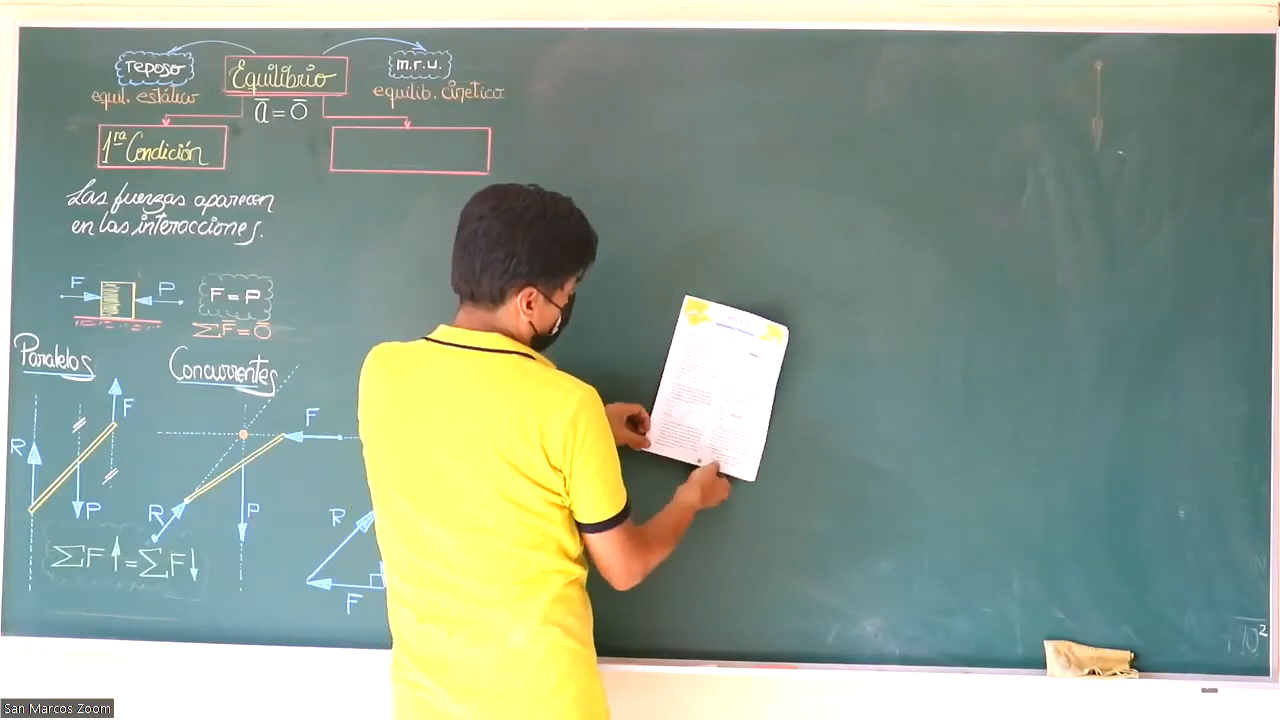 reposo
Equilibrio
m.r.u.
equil. estático
equilib. cinético
a̅ = 0̅
1ra Condición
Las fuerzas aparecen
en las interacciones.
F
P
F = P
ΣF̅ = 0̅
Paralelos
Concurrentes
F
R
P
F
R
P
R
F
ΣF↑ = ΣF↓
San Marcos Zoom